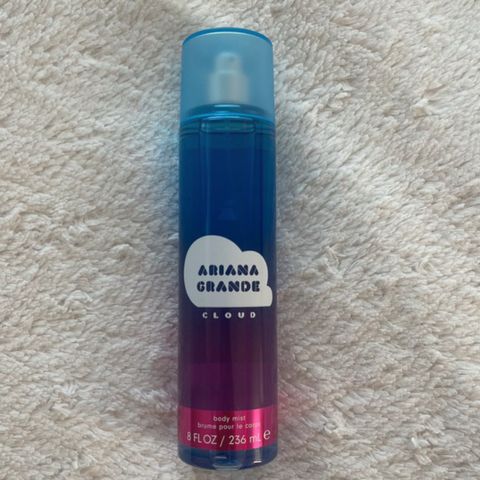 ARIANA
GRANDE
CLOUD
body mist
brume pour le corps
8 FL OZ / 236 mL ℮